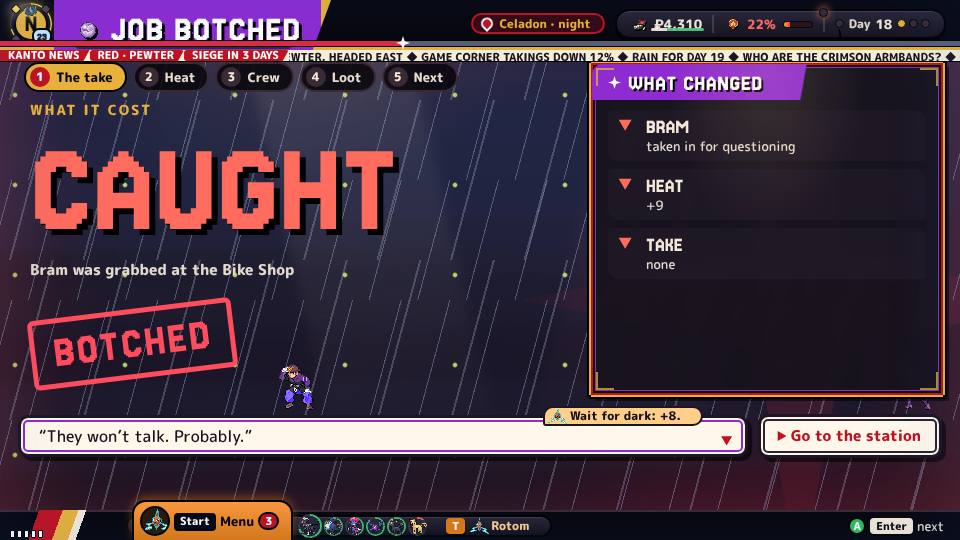 N
23
JOB BOTCHED
Celadon · night
₽4,310
22%
Day 18
KANTO NEWS
RED · PEWTER
SIEGE IN 3 DAYS
WTER, HEADED EAST ◆ GAME CORNER TAKINGS DOWN 12% ◆ RAIN FOR DAY 19 ◆ WHO ARE THE CRIMSON ARMBANDS? ◆
1 The take
2 Heat
3 Crew
4 Loot
5 Next
WHAT IT COST
CAUGHT
Bram was grabbed at the Bike Shop
BOTCHED
WHAT CHANGED
BRAM
taken in for questioning
HEAT
+9
TAKE
none
Wait for dark: +8.
“They won’t talk. Probably.”
Go to the station
Start Menu 3
T Rotom
A Enter next